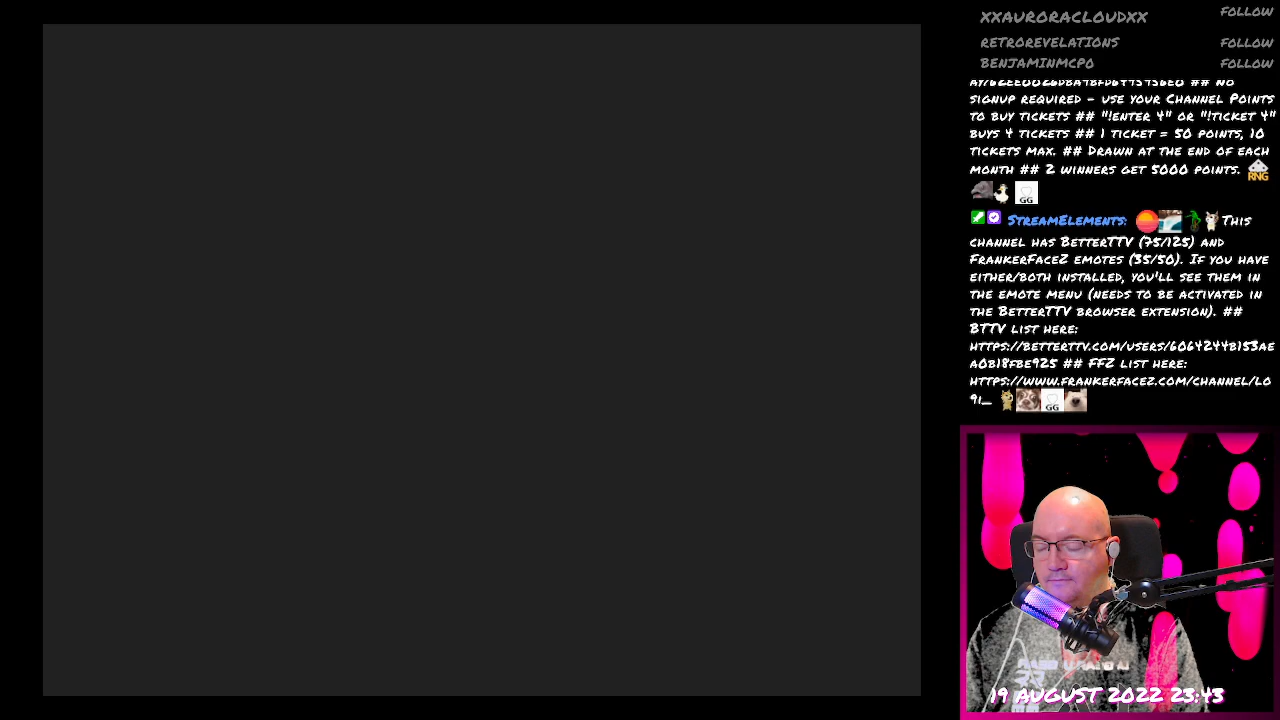 XXAURORACLOUDXX FOLLOW
RETROREVELATIONS FOLLOW
BENJAMINMCPO FOLLOW
## NO
SIGNUP REQUIRED - USE YOUR CHANNEL POINTS
TO BUY TICKETS ## "!ENTER 4" OR "!TICKET 4"
BUYS 4 TICKETS ## 1 TICKET = 50 POINTS, 10
TICKETS MAX. ## DRAWN AT THE END OF EACH
MONTH ## 2 WINNERS GET 5000 POINTS. RNG
GG
STREAMELEMENTS: THIS
CHANNEL HAS BETTERTTV (75/125) AND
FRANKERFACEZ EMOTES (35/50). IF YOU HAVE
EITHER/BOTH INSTALLED, YOU'LL SEE THEM IN
THE EMOTE MENU (NEEDS TO BE ACTIVATED IN
THE BETTERTTV BROWSER EXTENSION). ##
BTTV LIST HERE:
HTTPS://BETTERTTV.COM/USERS/6064244B153AE
A0B18FBE925 ## FFZ LIST HERE:
HTTPS://WWW.FRANKERFACEZ.COM/CHANNEL/LO
9I_ GG
19 AUGUST 2022 23:43